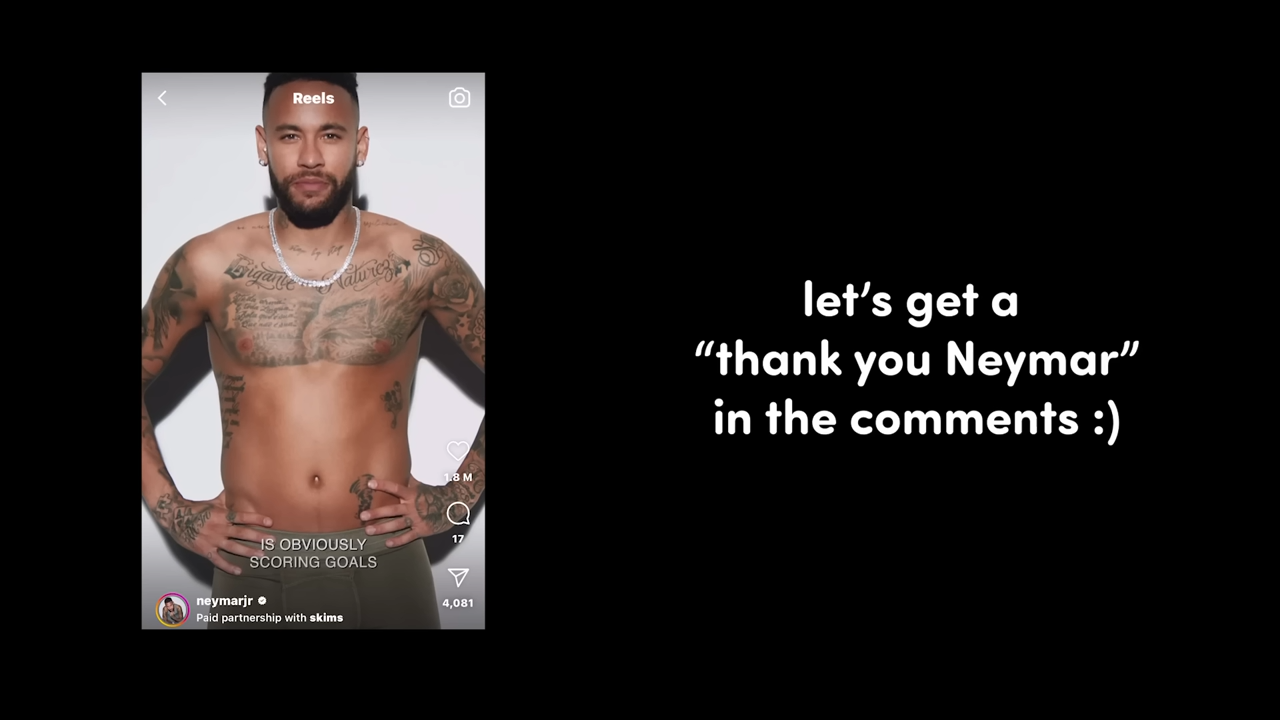 Reels
IS OBVIOUSLY
SCORING GOALS
1.8 M
17
4,081
neymarjr
Paid partnership with skims
let’s get a
“thank you Neymar”
in the comments :)